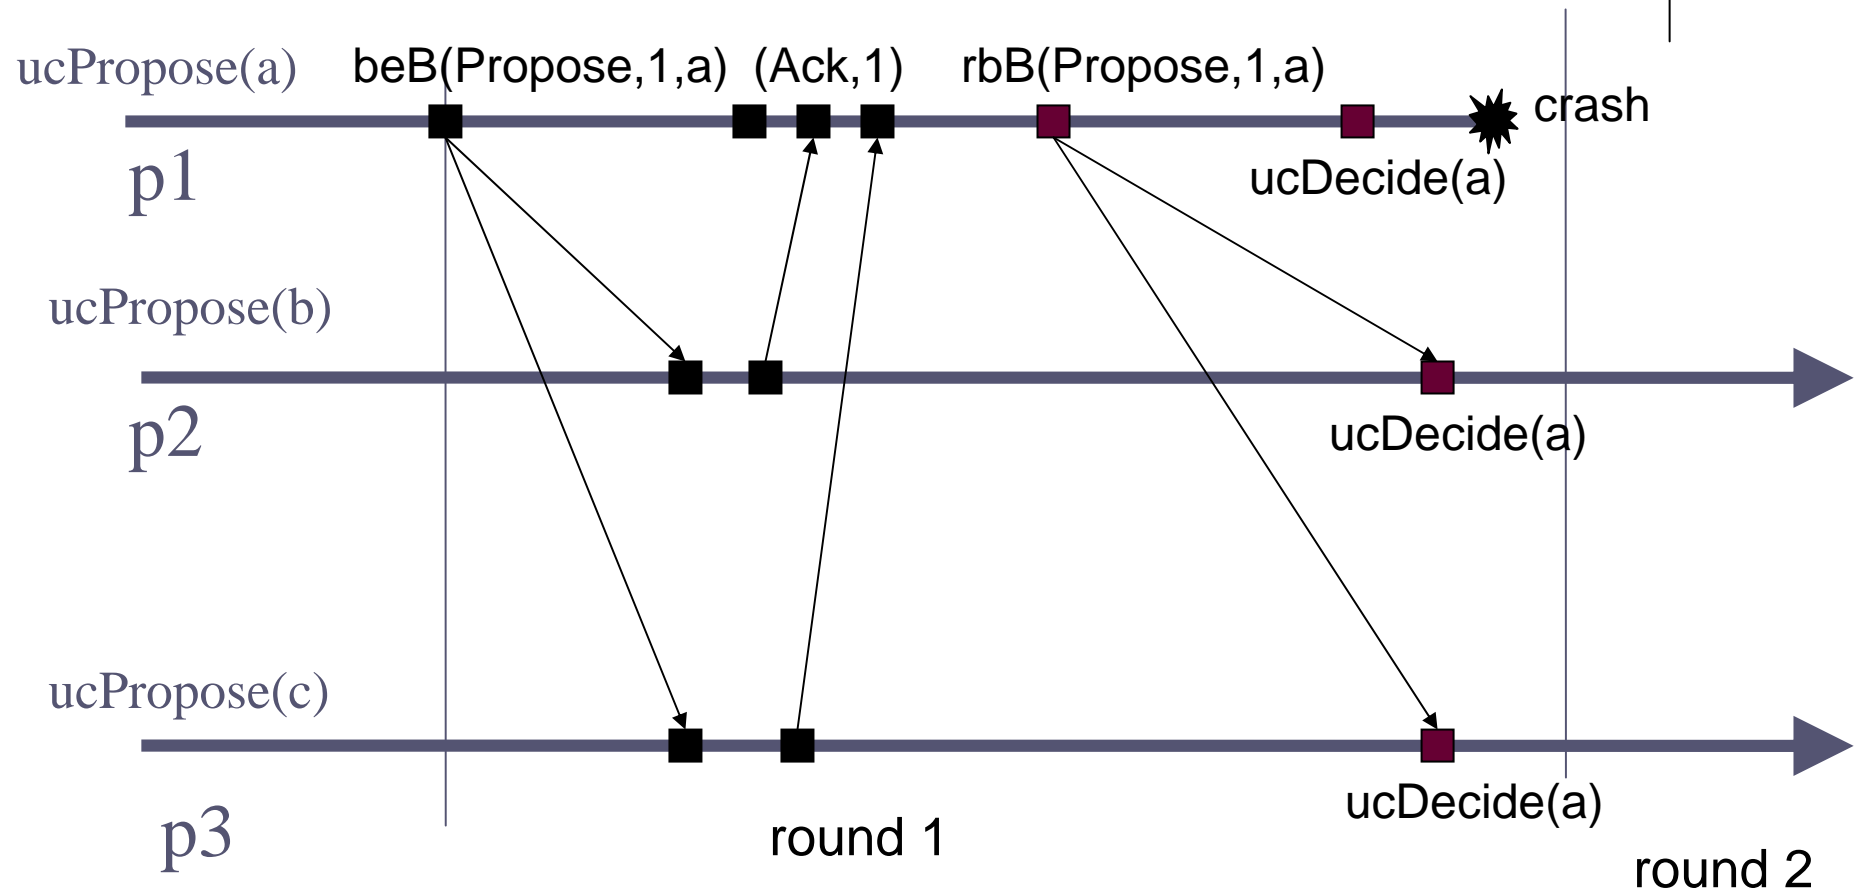 ucPropose(a) beB(Propose,1,a) (Ack,1) rbB(Propose,1,a)
crash
p1
ucDecide(a)
ucPropose(b)
p2
ucDecide(a)
ucPropose(c)
p3
ucDecide(a)
round 1
round 2